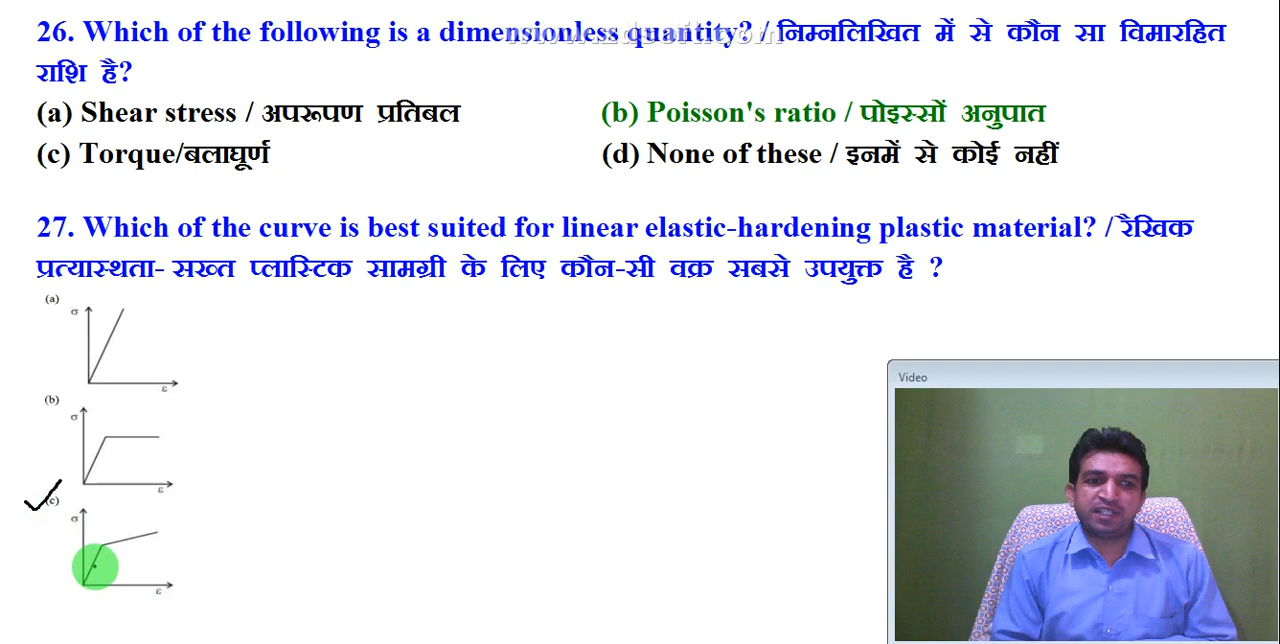 26. Which of the following is a dimensionless quantity? / निम्नलिखित में से कौन सा विमारहित
राशि है?
(a) Shear stress / अपरूपण प्रतिबल
(b) Poisson's ratio / पोइस्सों अनुपात
(c) Torque/बलाघूर्ण
(d) None of these / इनमें से कोई नहीं
27. Which of the curve is best suited for linear elastic-hardening plastic material? / रैखिक
प्रत्यास्थता- सख्त प्लास्टिक सामग्री के लिए कौन-सी वक्र सबसे उपयुक्त है ?
(a)
σ
ε
(b)
σ
ε
(c)
σ
ε
Video